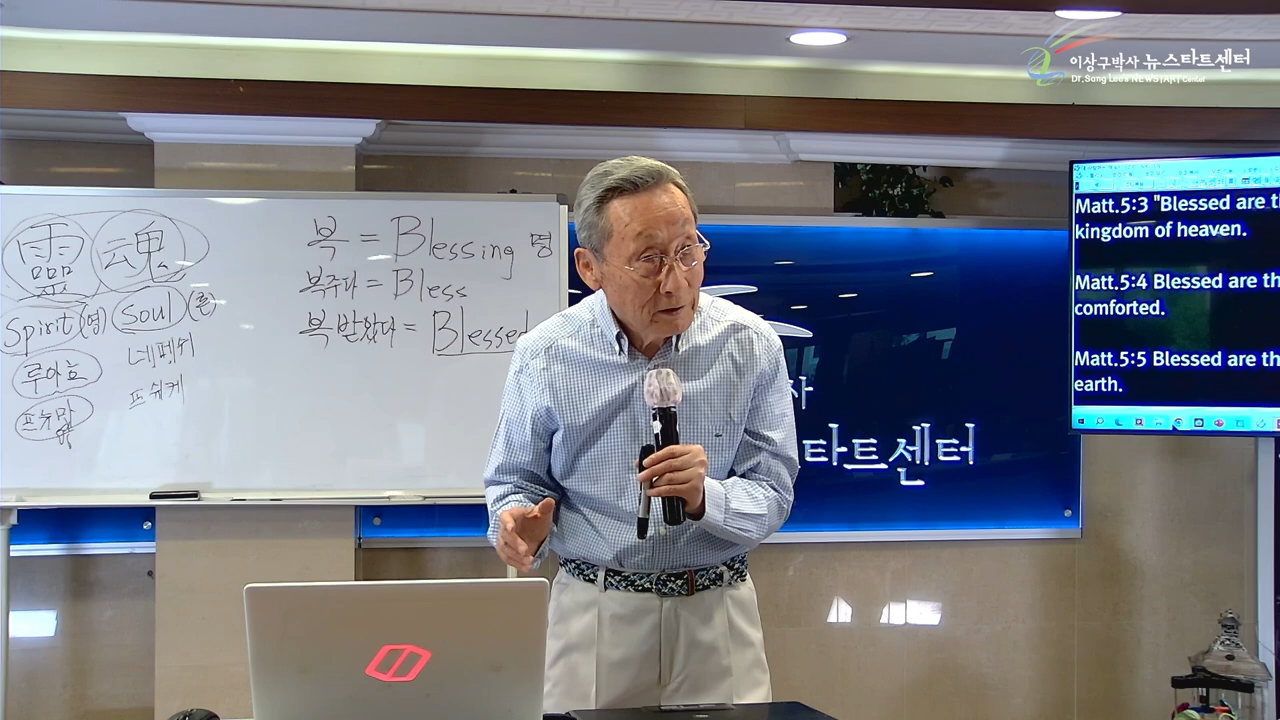 이상구박사 뉴스타트센터
Dr.Sang Lee's NEWSTART Center
靈 魂
Spirit(영) Soul(혼)
루아흐 네페쉬
프뉴마 프쉬케
복 = Blessing 명
복주다 = Bless
복 받았다 = Blessed
사
스타트센터
Matt.5:3 "Blessed are th
kingdom of heaven.
Matt.5:4 Blessed are th
comforted.
Matt.5:5 Blessed are th
earth.